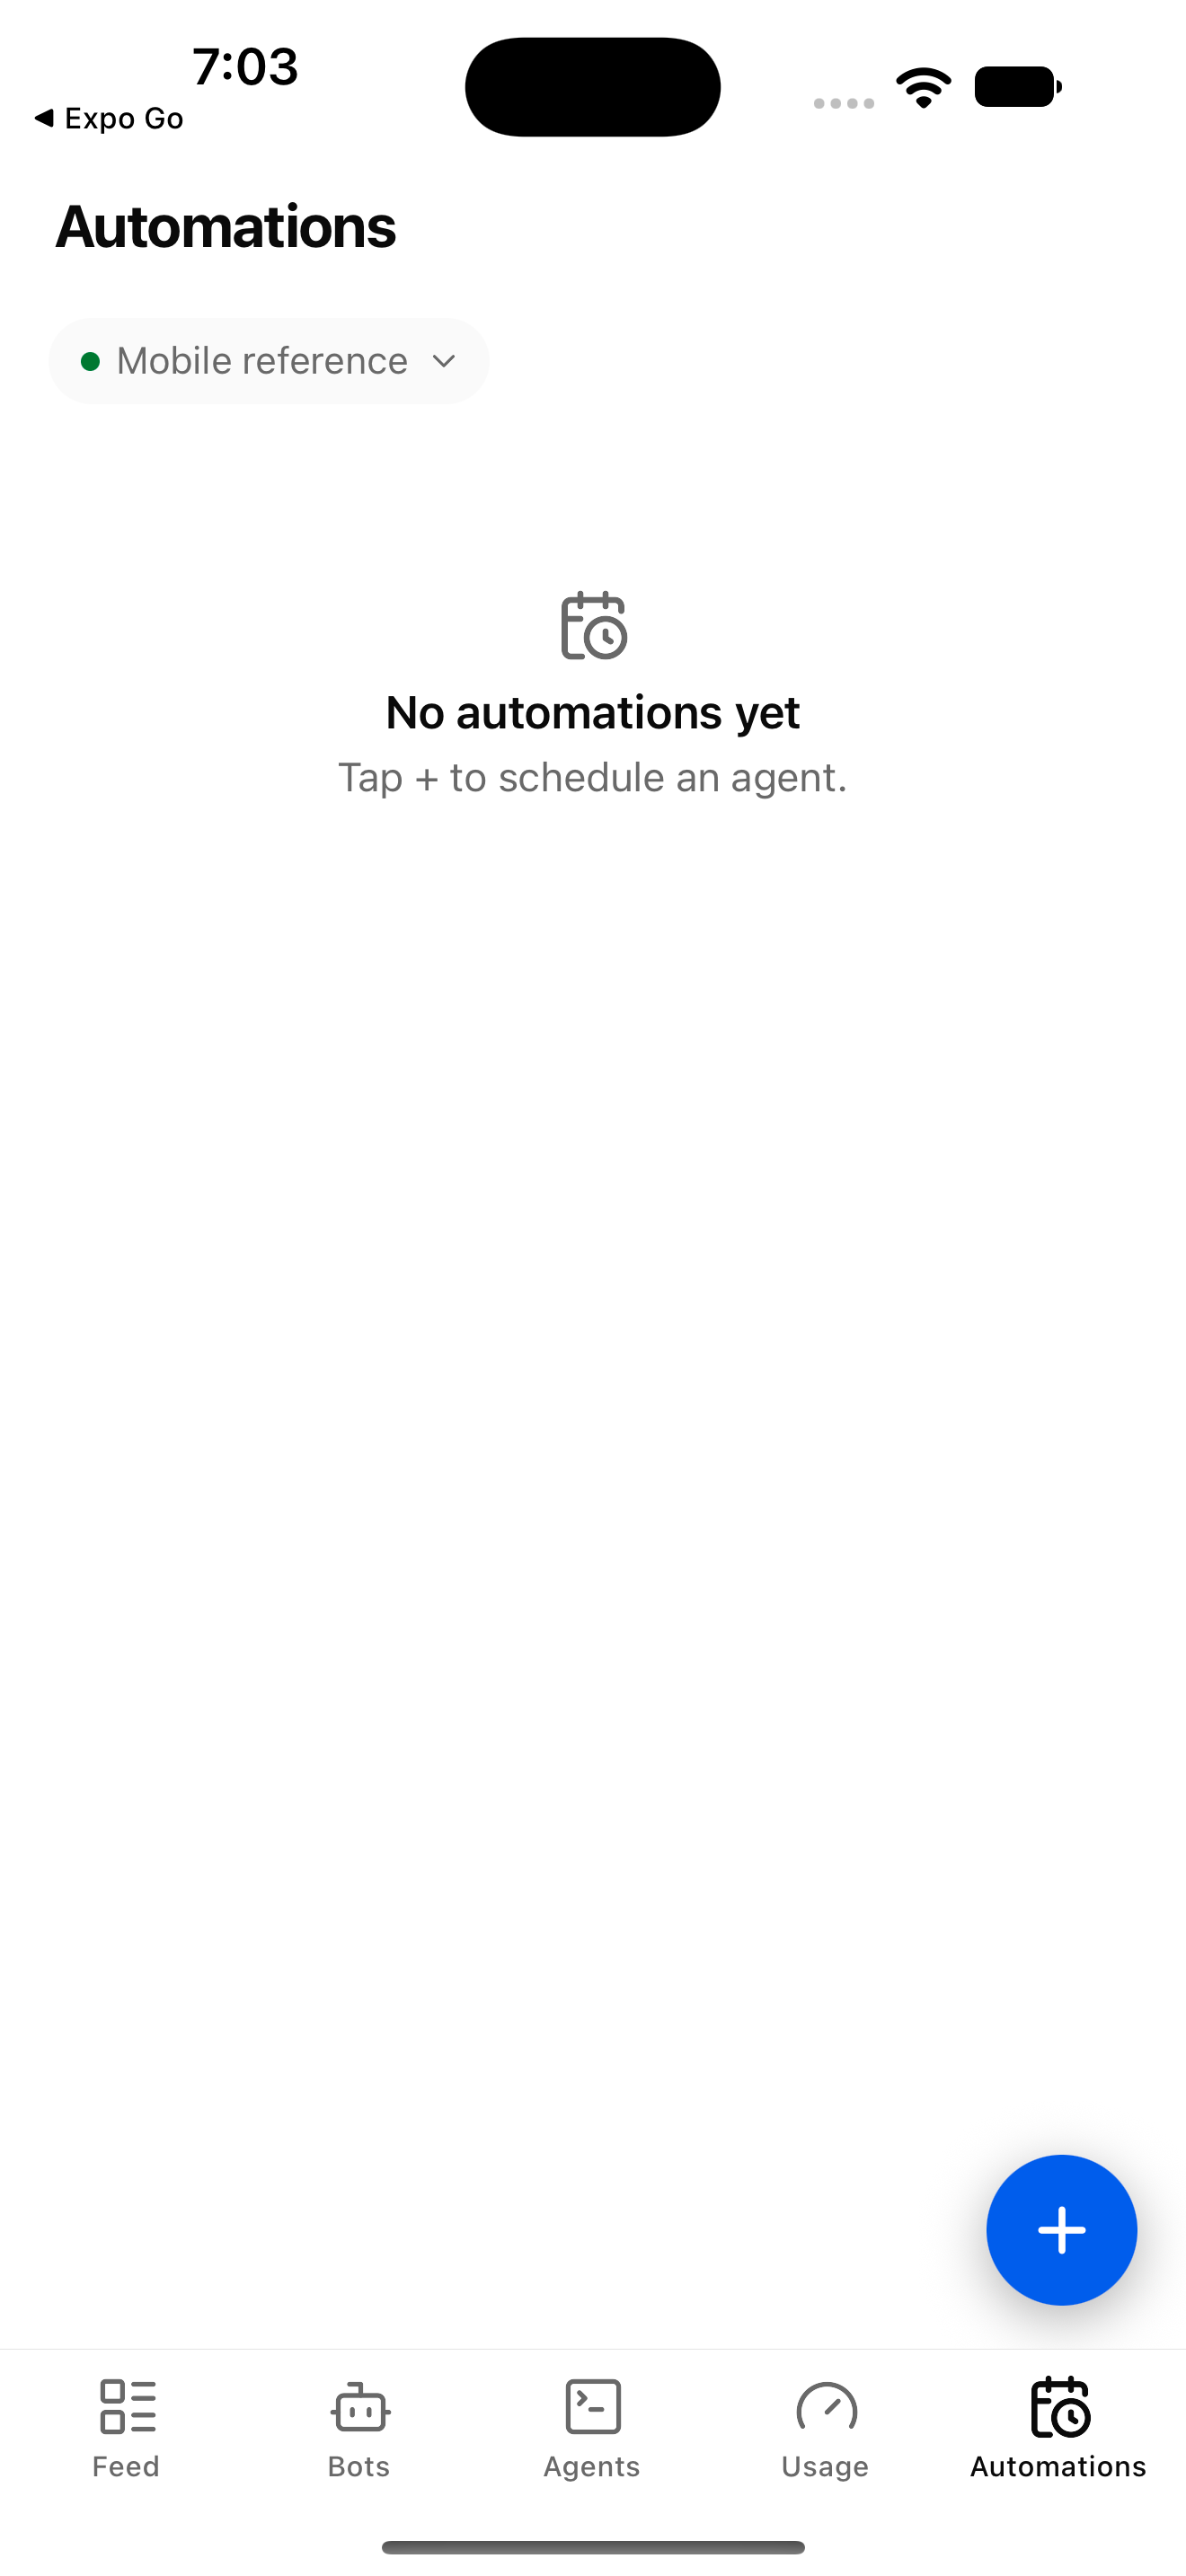 7:03
Expo Go
Automations
Mobile reference
No automations yet
Tap + to schedule an agent.
Feed
Bots
Agents
Usage
Automations